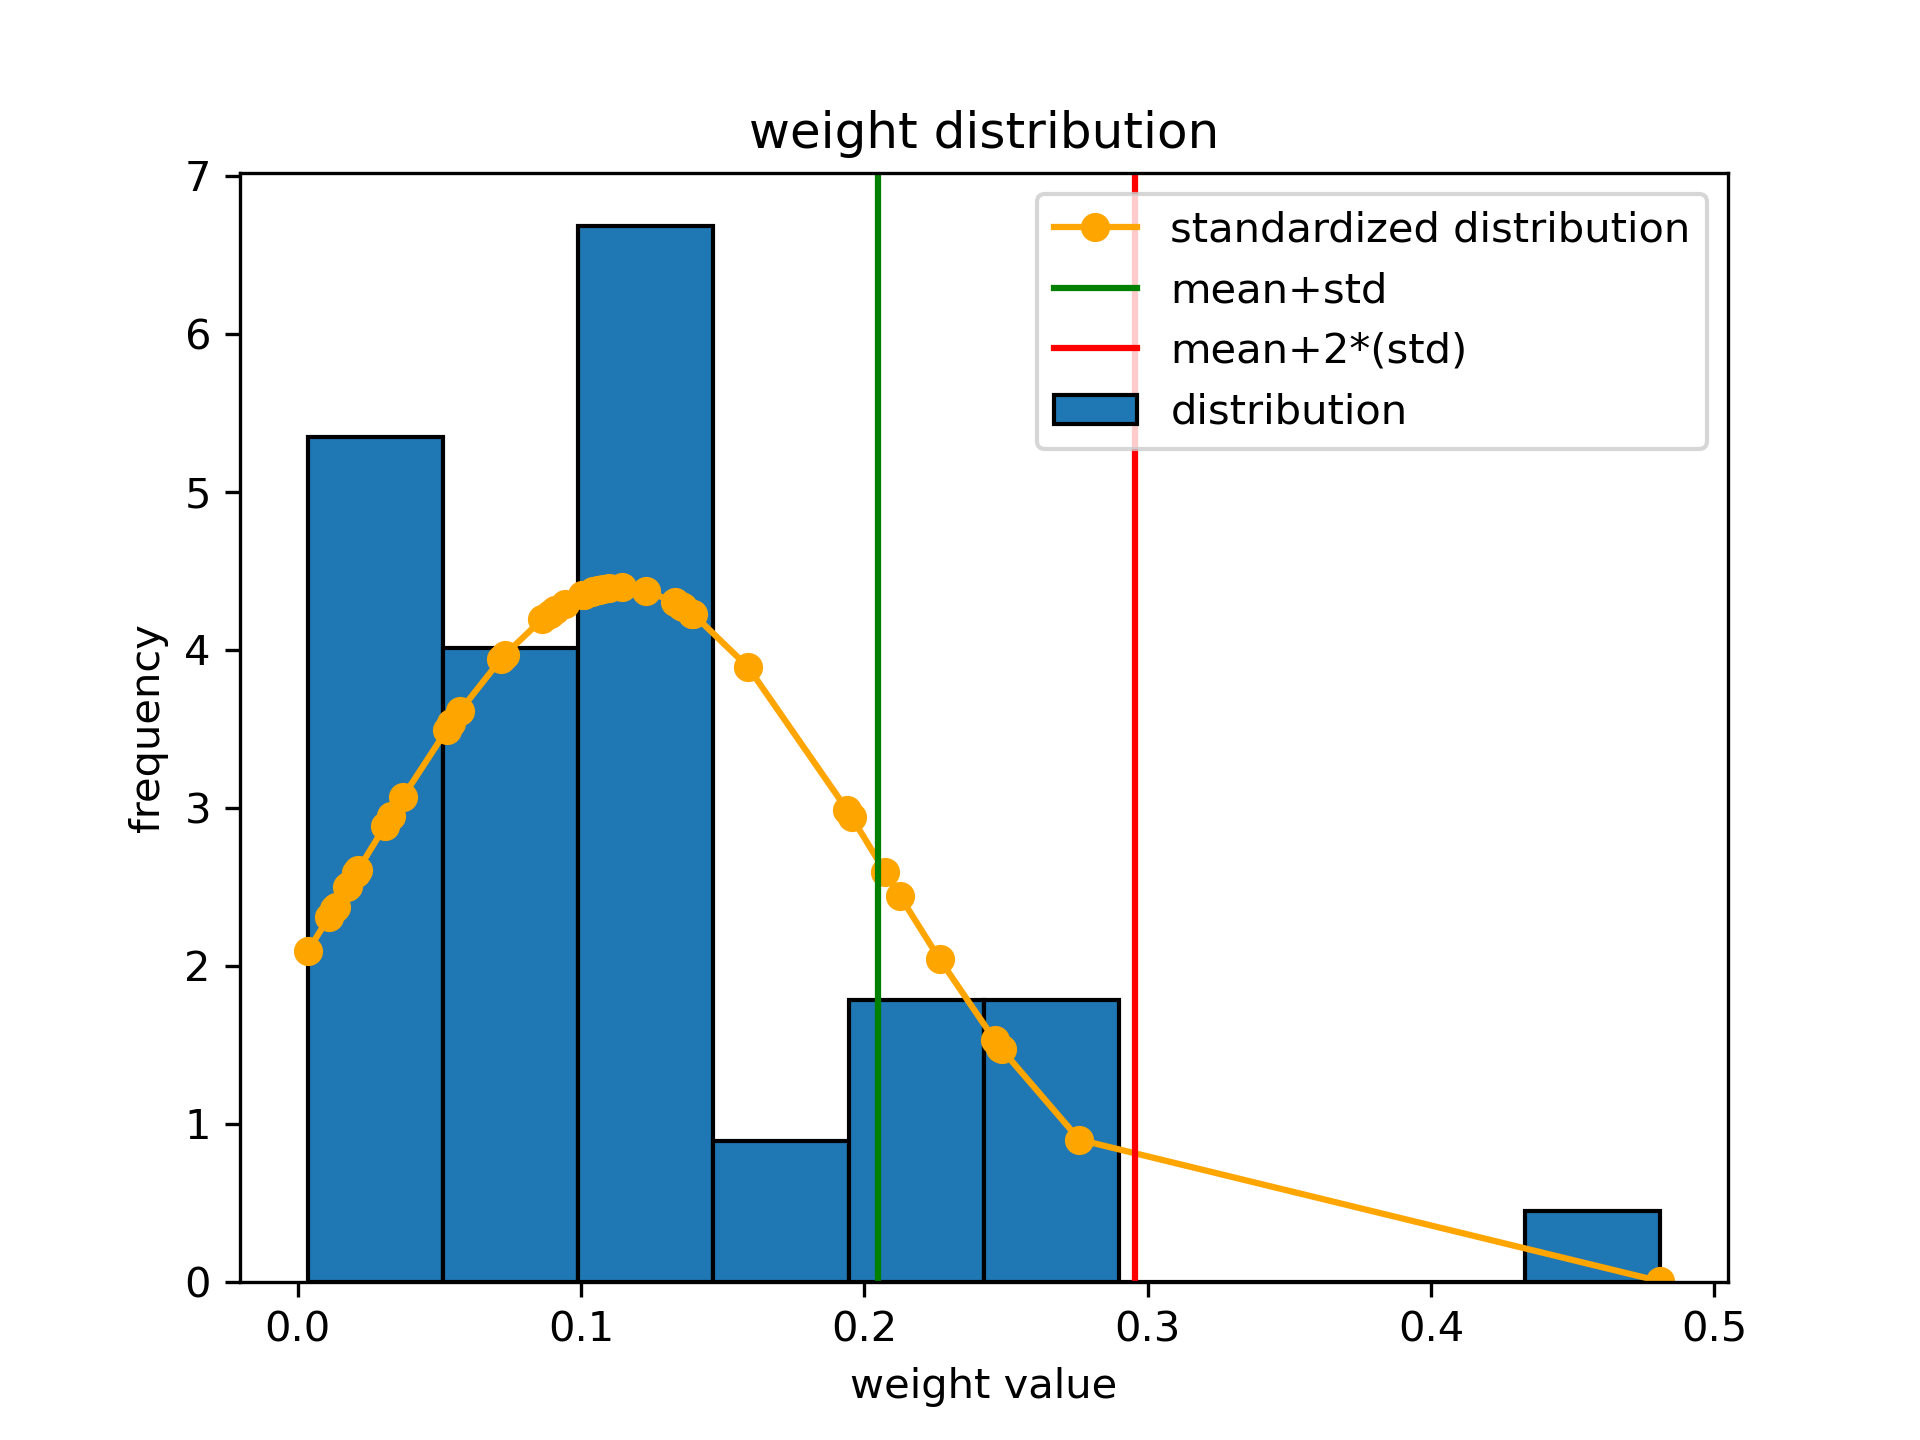 weight distribution
7
6
5
4
3
2
1
0
frequency
standardized distribution
mean+std
mean+2*(std)
distribution
0.0 0.1 0.2 0.3 0.4 0.5
weight value